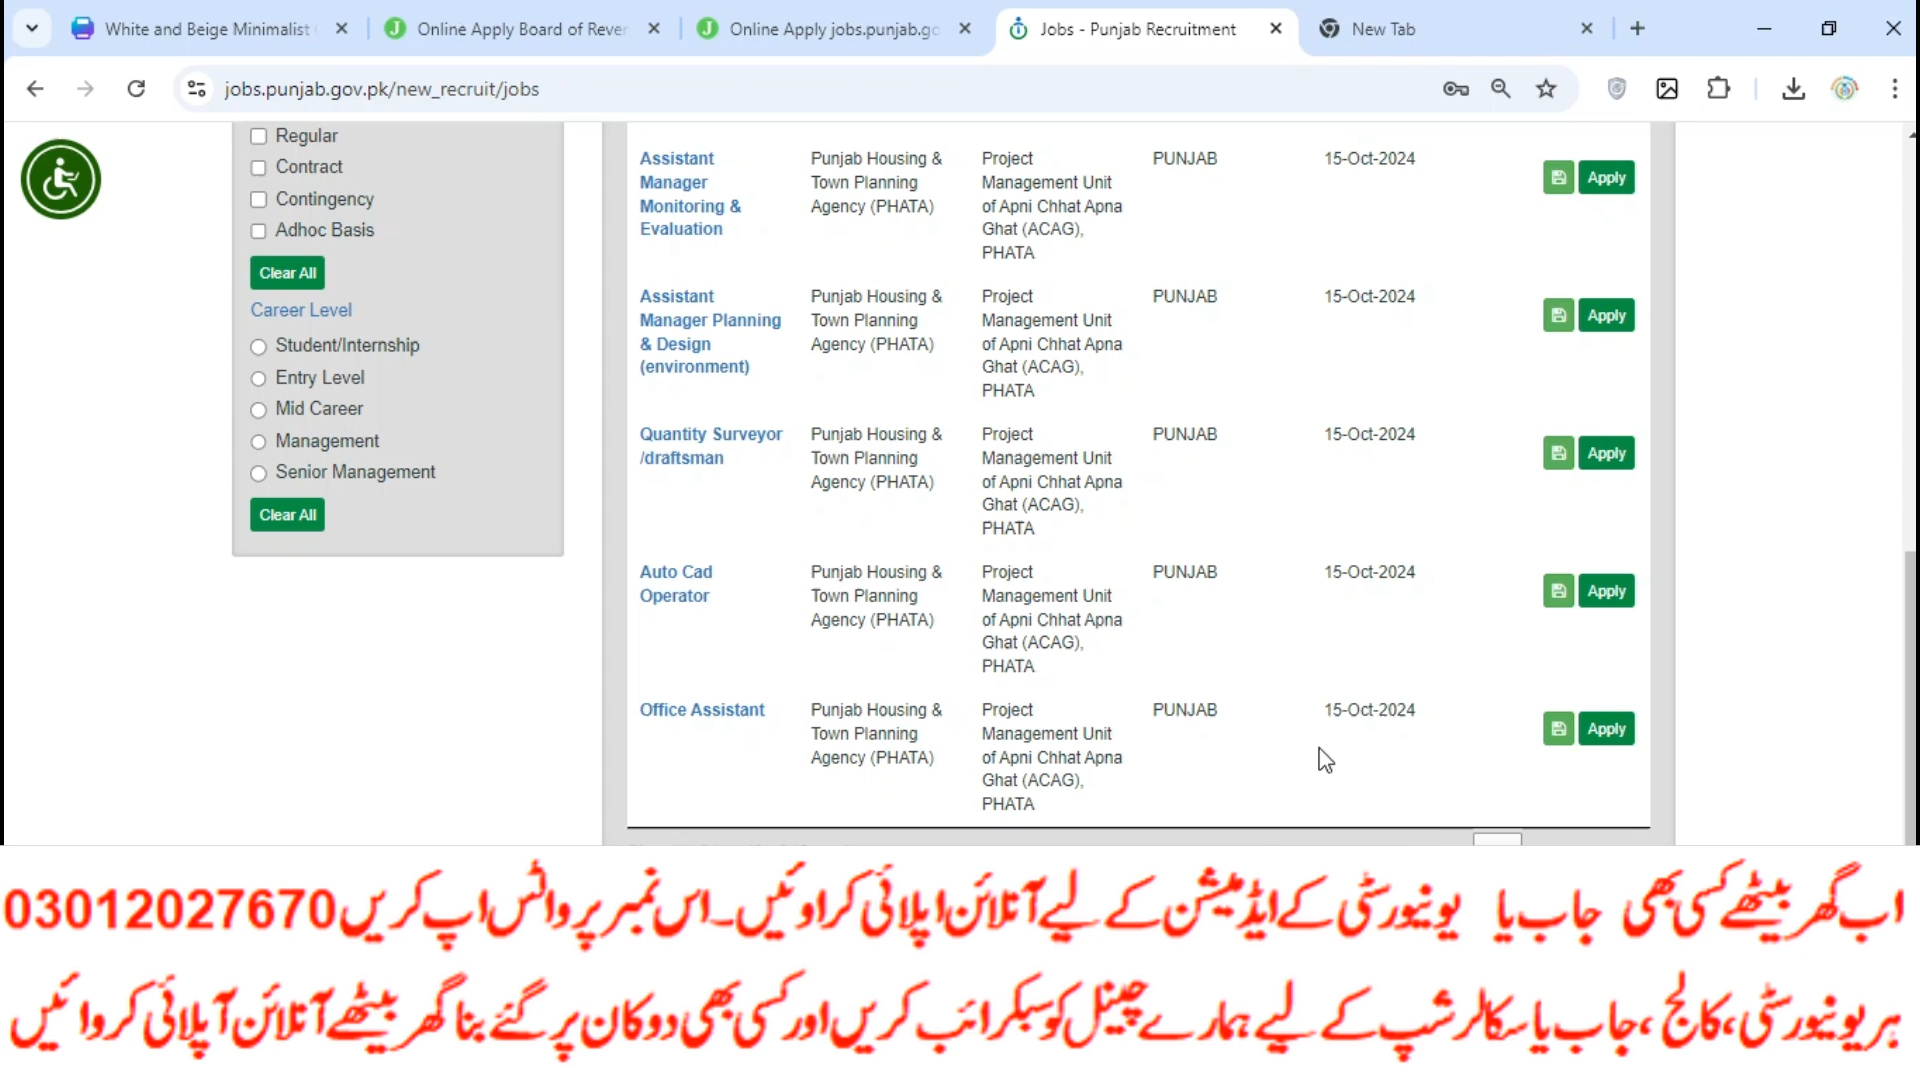 White and Beige Minimalist
Online Apply Board of Rever
Online Apply jobs.punjab.go
Jobs - Punjab Recruitment
New Tab
jobs.punjab.gov.pk/new_recruit/jobs
Regular
Contract
Contingency
Adhoc Basis
Clear All
Career Level
Student/Internship
Entry Level
Mid Career
Management
Senior Management
Clear All
Assistant
Manager
Monitoring &
Evaluation
Punjab Housing &
Town Planning
Agency (PHATA)
Project
Management Unit
of Apni Chhat Apna
Ghat (ACAG),
PHATA
PUNJAB
15-Oct-2024
Apply
Assistant
Manager Planning
& Design
(environment)
Punjab Housing &
Town Planning
Agency (PHATA)
Project
Management Unit
of Apni Chhat Apna
Ghat (ACAG),
PHATA
PUNJAB
15-Oct-2024
Apply
Quantity Surveyor
/draftsman
Punjab Housing &
Town Planning
Agency (PHATA)
Project
Management Unit
of Apni Chhat Apna
Ghat (ACAG),
PHATA
PUNJAB
15-Oct-2024
Apply
Auto Cad
Operator
Punjab Housing &
Town Planning
Agency (PHATA)
Project
Management Unit
of Apni Chhat Apna
Ghat (ACAG),
PHATA
PUNJAB
15-Oct-2024
Apply
Office Assistant
Punjab Housing &
Town Planning
Agency (PHATA)
Project
Management Unit
of Apni Chhat Apna
Ghat (ACAG),
PHATA
PUNJAB
15-Oct-2024
Apply
اب گھر بیٹھے کسی بھی جاب یا یونیورسٹی کے ایڈمیشن کے لیے آنلائن اپلائی کراوئیں۔ اس نمبر پر واٹس اپ کریں 03012027670
ہر یونیورسٹی، کالج ،جاب یا سکالرشپ کے لیے ہمارے چینل کو سبکرائب کریں اور کسی بھی دوکان پر گئے بنا گھر بیٹھے آنلائن آپلائی کروائیں